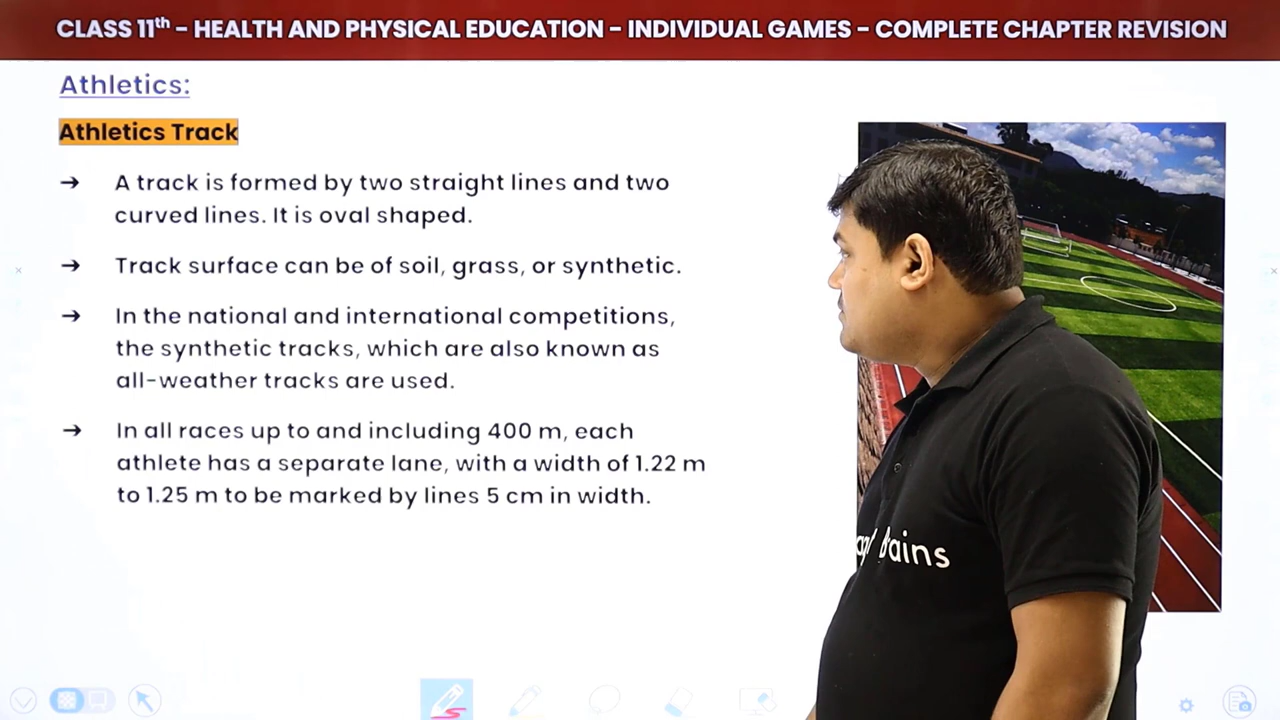 CLASS 11th – HEALTH AND PHYSICAL EDUCATION – INDIVIDUAL GAMES – COMPLETE CHAPTER REVISION
Athletics:
Athletics Track
➔ A track is formed by two straight lines and two
curved lines. It is oval shaped.
➔ Track surface can be of soil, grass, or synthetic.
➔ In the national and international competitions,
the synthetic tracks, which are also known as
all-weather tracks are used.
➔ In all races up to and including 400 m, each
athlete has a separate lane, with a width of 1.22 m
to 1.25 m to be marked by lines 5 cm in width.